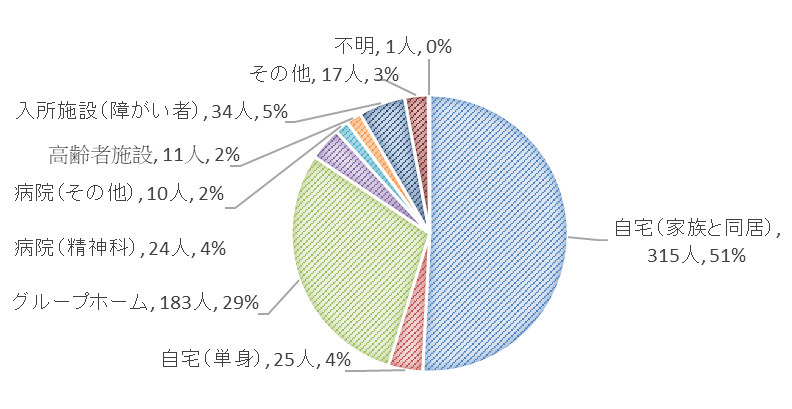 不明, 1人, 0%
その他, 17人, 3%
入所施設（障がい者）, 34人, 5%
高齢者施設, 11人, 2%
病院（その他）, 10人, 2%
病院（精神科）, 24人, 4%
グループホーム, 183人, 29%
自宅（単身）, 25人, 4%
自宅（家族と同居）,
315人, 51%